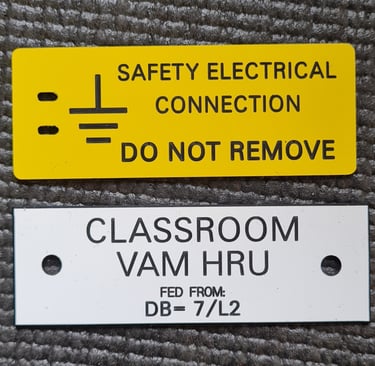 SAFETY ELECTRICAL
CONNECTION
DO NOT REMOVE
CLASSROOM
VAM HRU
FED FROM:
DB= 7/L2